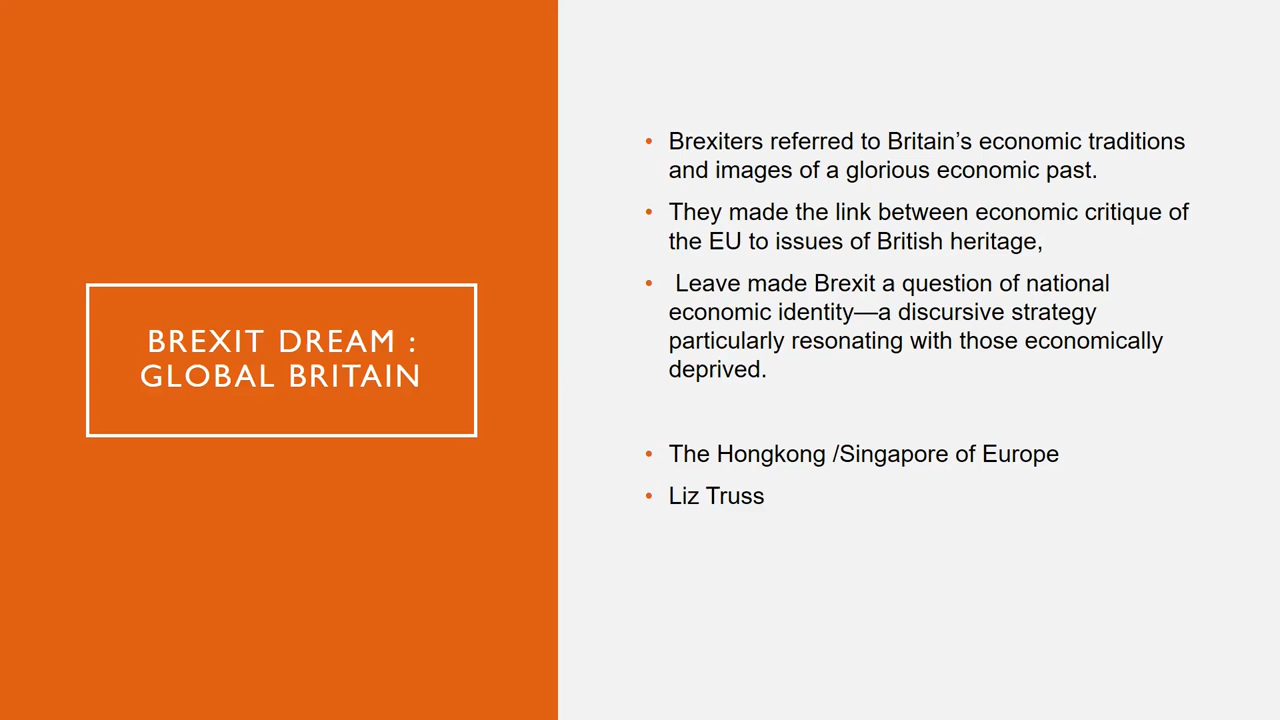 BREXIT DREAM :
GLOBAL BRITAIN
• Brexiters referred to Britain’s economic traditions
and images of a glorious economic past.
• They made the link between economic critique of
the EU to issues of British heritage,
• Leave made Brexit a question of national
economic identity—a discursive strategy
particularly resonating with those economically
deprived.
• The Hongkong /Singapore of Europe
• Liz Truss